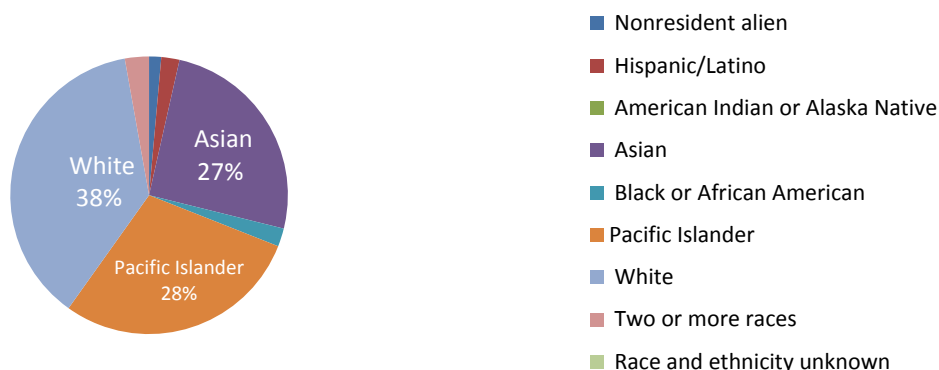 White
38%
Asian
27%
Pacific Islander
28%
Nonresident alien
Hispanic/Latino
American Indian or Alaska Native
Asian
Black or African American
Pacific Islander
White
Two or more races
Race and ethnicity unknown